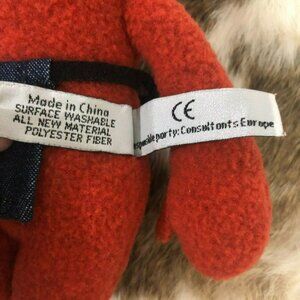 Made in China
SURFACE WASHABLE
ALL NEW MATERIAL
POLYESTER FIBER
CE
party: Consultants Europe